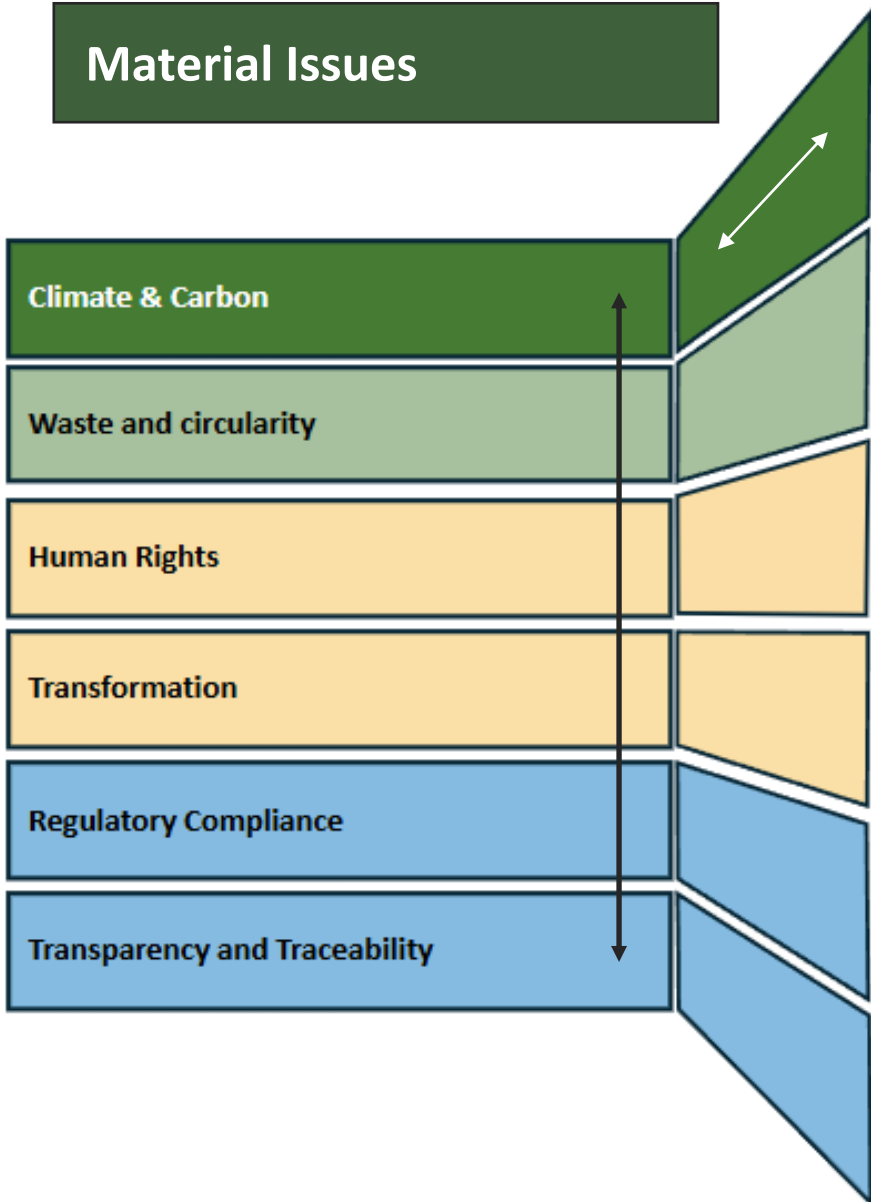 Material Issues
Climate & Carbon
Waste and circularity
Human Rights
Transformation
Regulatory Compliance
Transparency and Traceability